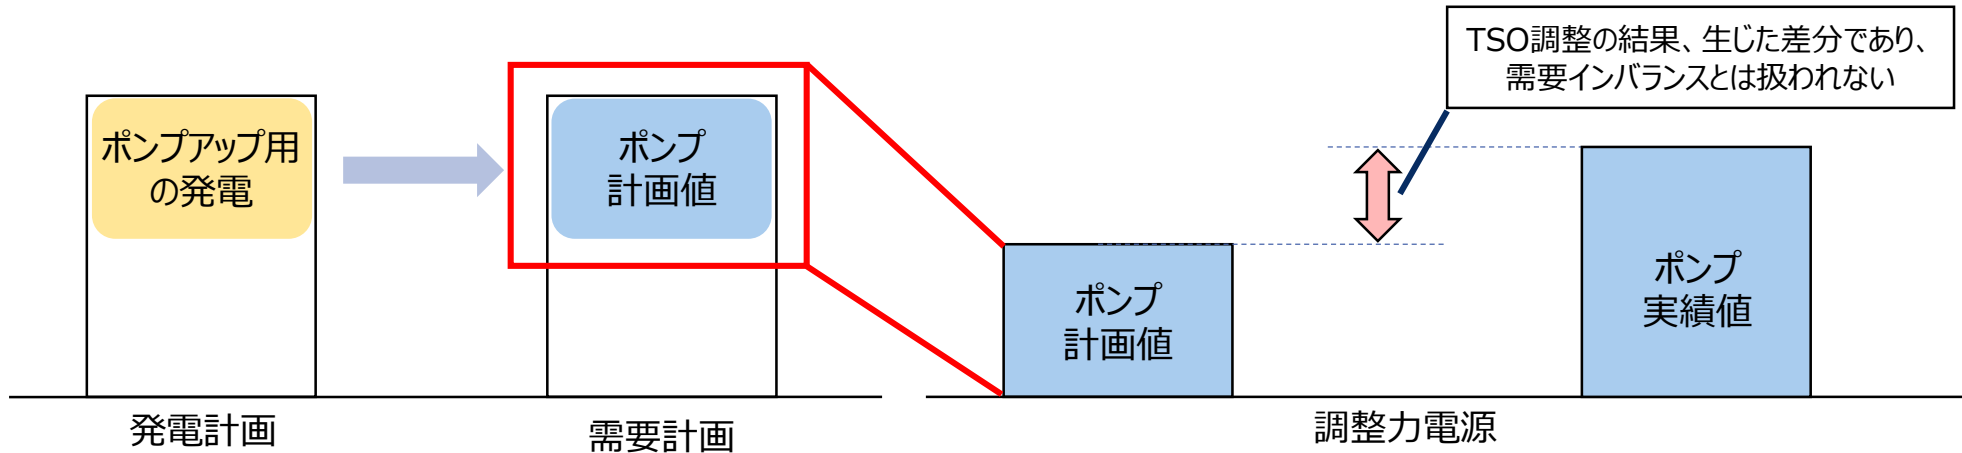 TSO調整の結果、生じた差分であり、
需要インバランスとは扱われない
ポンプアップ用
の発電
ポンプ
計画値
ポンプ
計画値
ポンプ
実績値
発電計画
需要計画
調整力電源